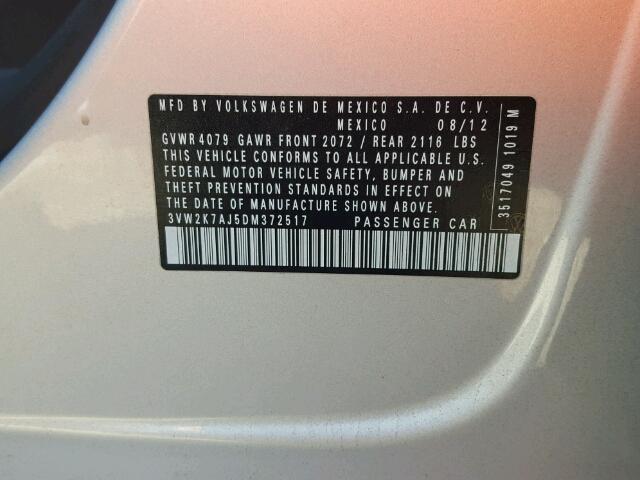 MFD BY VOLKSWAGEN DE MEXICO S.A. DE C.V.
MEXICO 08/12
GVWR 4079 GAWR FRONT 2072 / REAR 2116 LBS
THIS VEHICLE CONFORMS TO ALL APPLICABLE U.S.
FEDERAL MOTOR VEHICLE SAFETY, BUMPER AND
THEFT PREVENTION STANDARDS IN EFFECT ON
THE DATE OF MANUFACTURE SHOWN ABOVE.
3VW2K7AJ5DM372517 PASSENGER CAR
3517049 1019 M